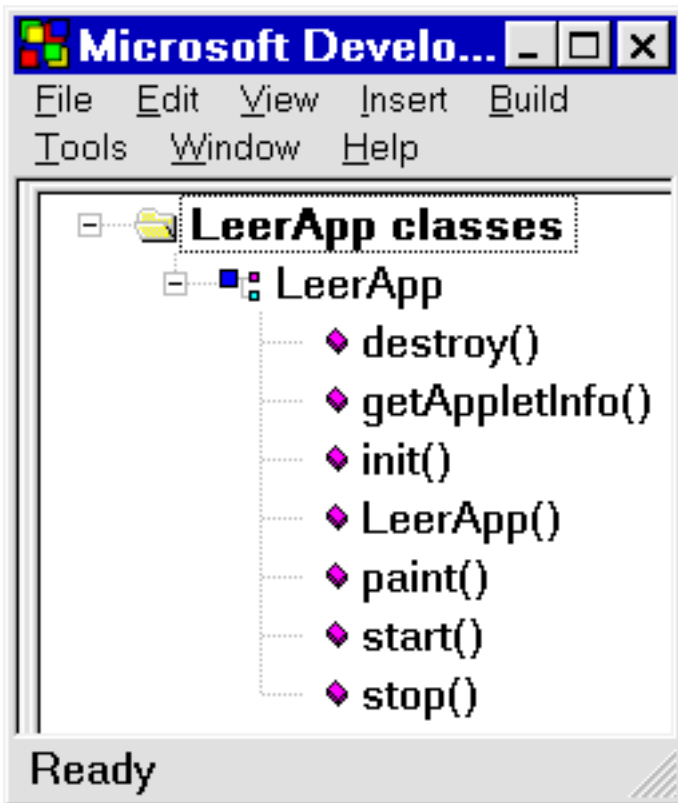 Microsoft Develo...
File Edit View Insert Build
Tools Window Help
LeerApp classes
LeerApp
destroy()
getAppletInfo()
init()
LeerApp()
paint()
start()
stop()
Ready